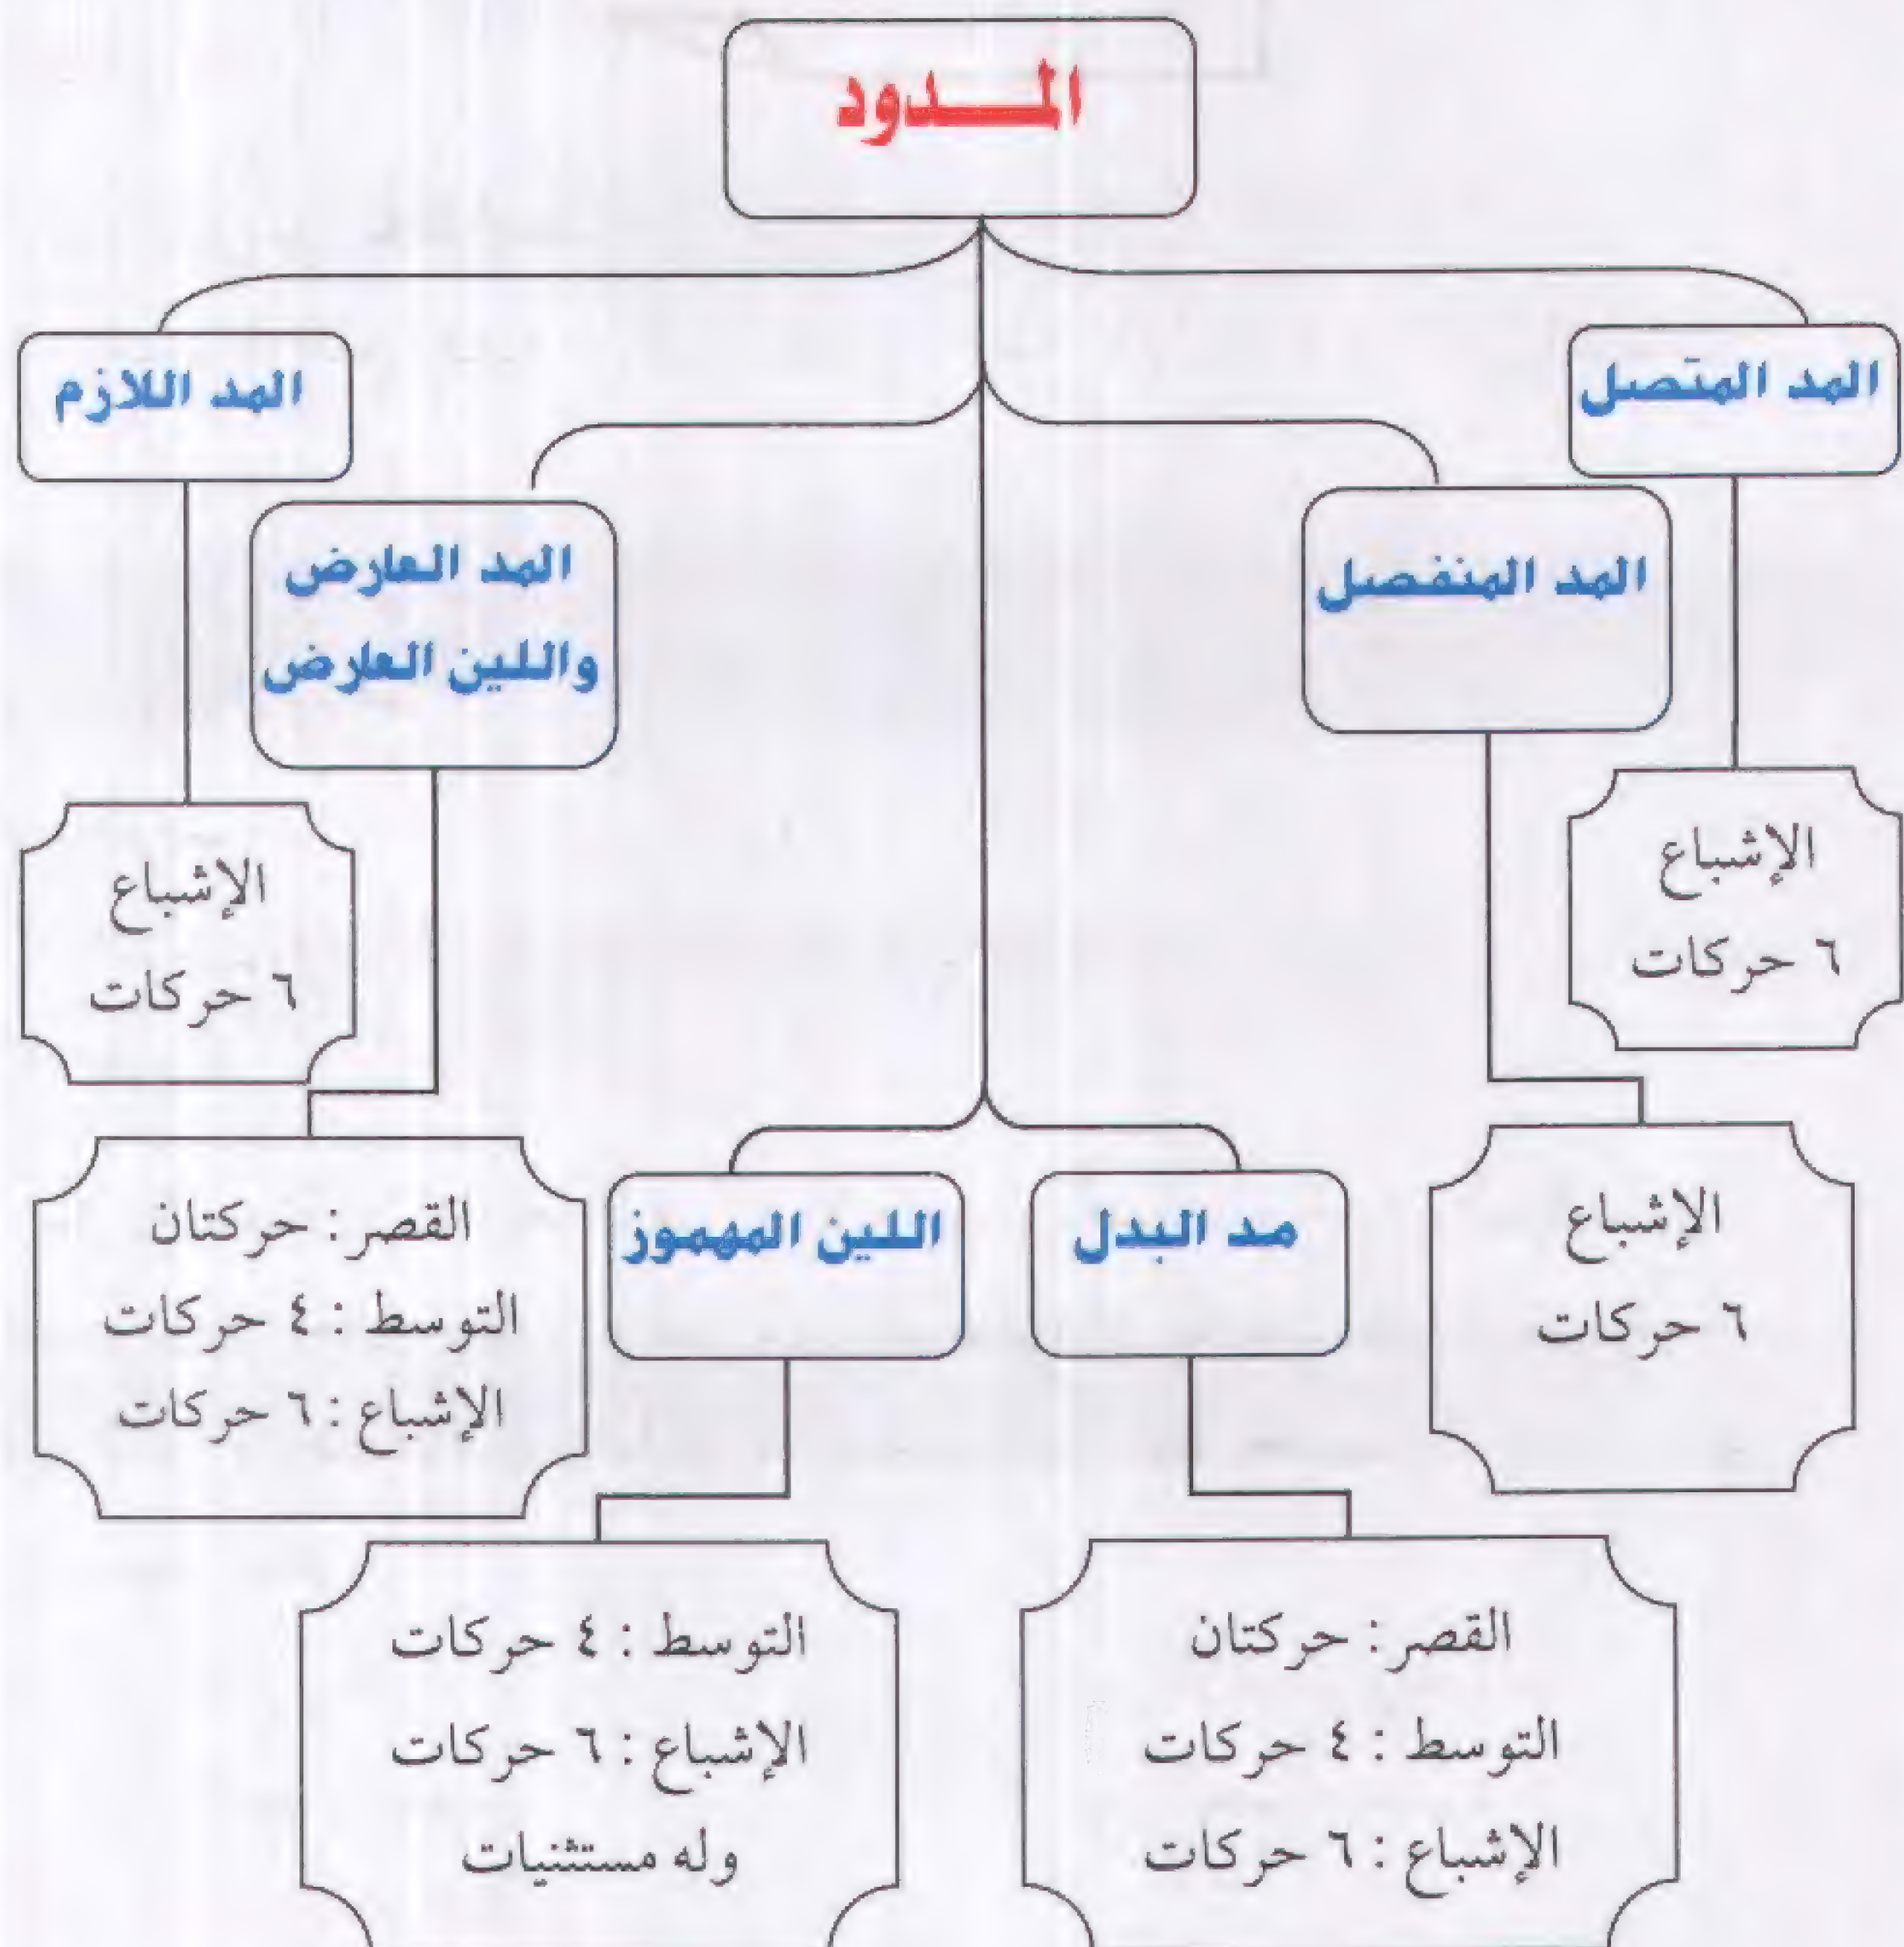 المـدود
المد المتصل
المد اللازم
المد المنفصل
المد العارض
واللين العارض
الإشباع
٦ حركات
الإشباع
٦ حركات
الإشباع
٦ حركات
القصر : حركتان
التوسط : ٤ حركات
الإشباع : ٦ حركات
مد البدل
اللين المهموز
القصر : حركتان
التوسط : ٤ حركات
الإشباع : ٦ حركات
التوسط : ٤ حركات
الإشباع : ٦ حركات
وله مستثنيات